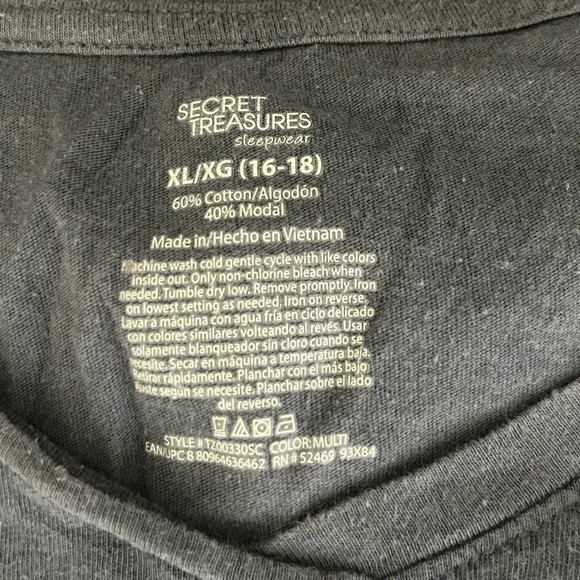 SECRET
TREASURES
sleepwear
XL/XG (16-18)
60% Cotton/Algodón
40% Modal
Made in/Hecho en Vietnam
Machine wash cold gentle cycle with like colors
inside out. Only non-chlorine bleach when
needed. Tumble dry low. Remove promptly. Iron
on lowest setting as needed. Iron on reverse.
Lavar a máquina con agua fría en ciclo delicado
con colores similares volteando al revés. Usar
solamente blanqueador sin cloro cuando se
necesite. Secar en máquina a temperatura baja.
Retirar rápidamente. Planchar con el más bajo
ajuste según se necesite. Planchar sobre el lado
del reverso.
STYLE # TZ00330SC COLOR: MULTI
EAN/UPC 8 80964636462 RN # 52469 93X84